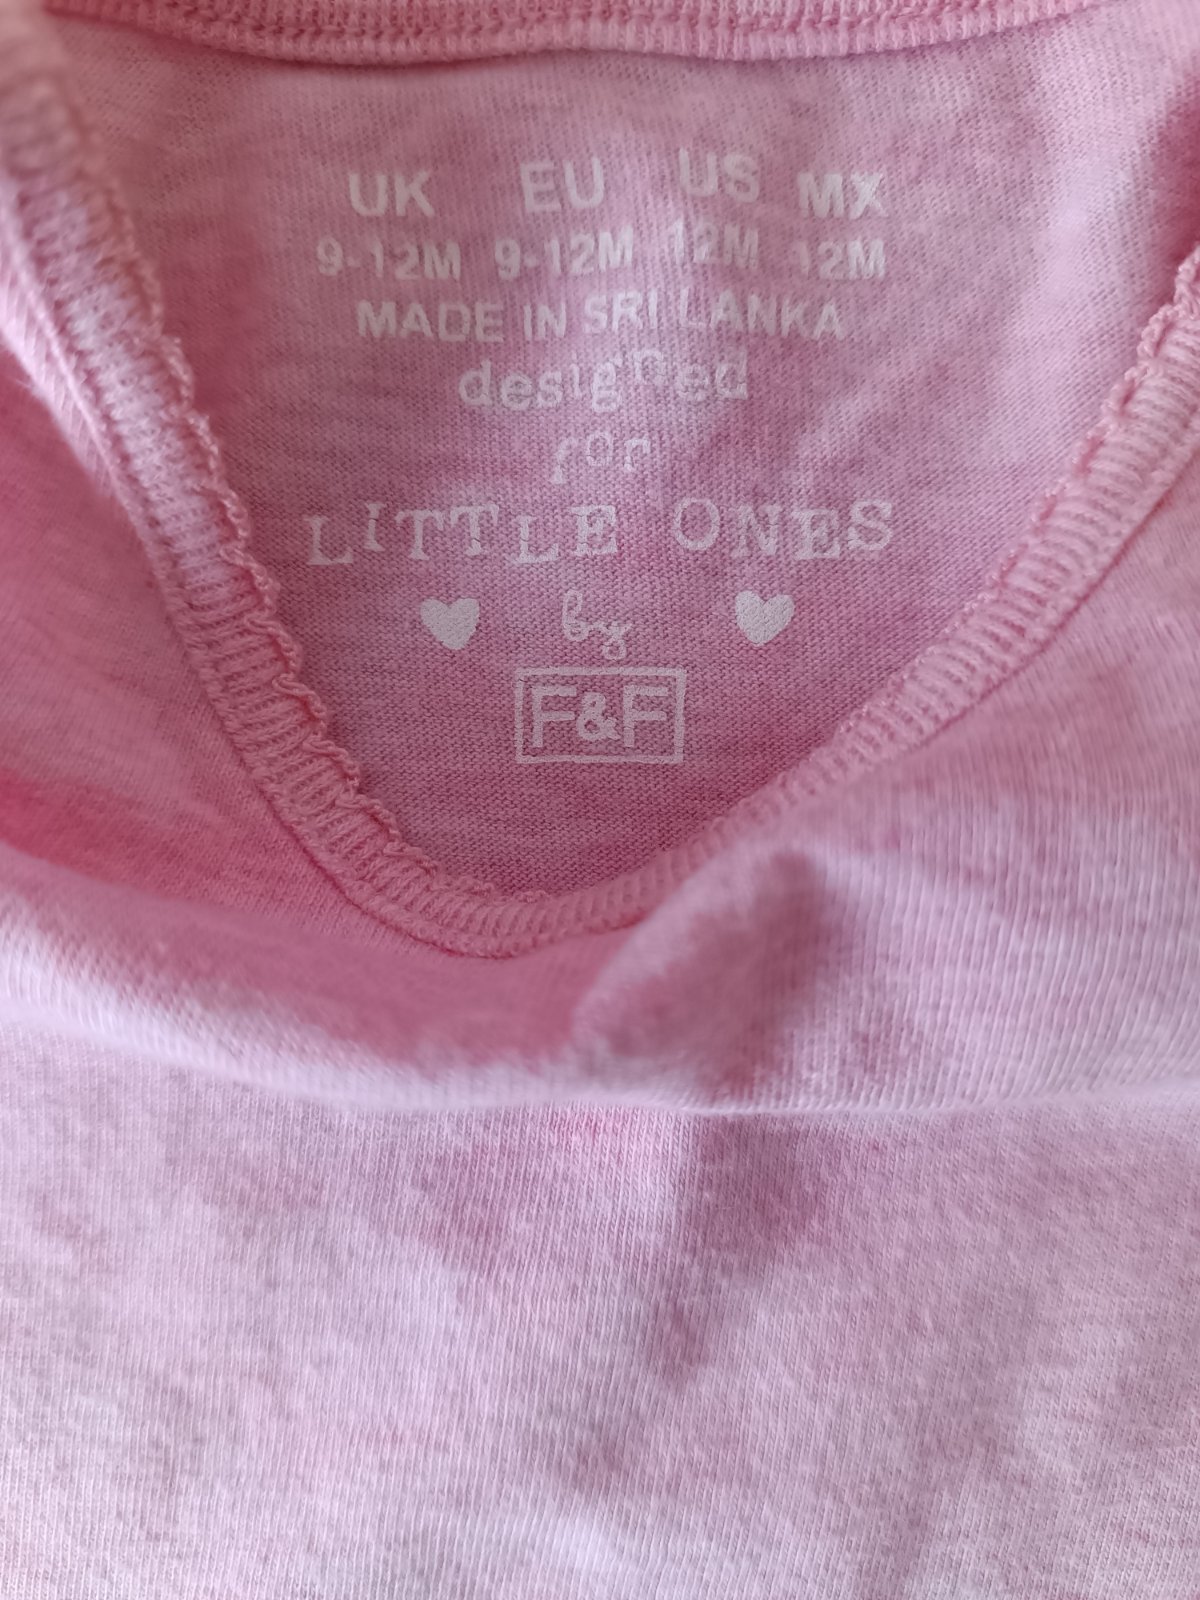 UK EU US MX
9-12M 9-12M 12M 12M
MADE IN SRI LANKA
designed
for
LITTLE ONES
by
F&F